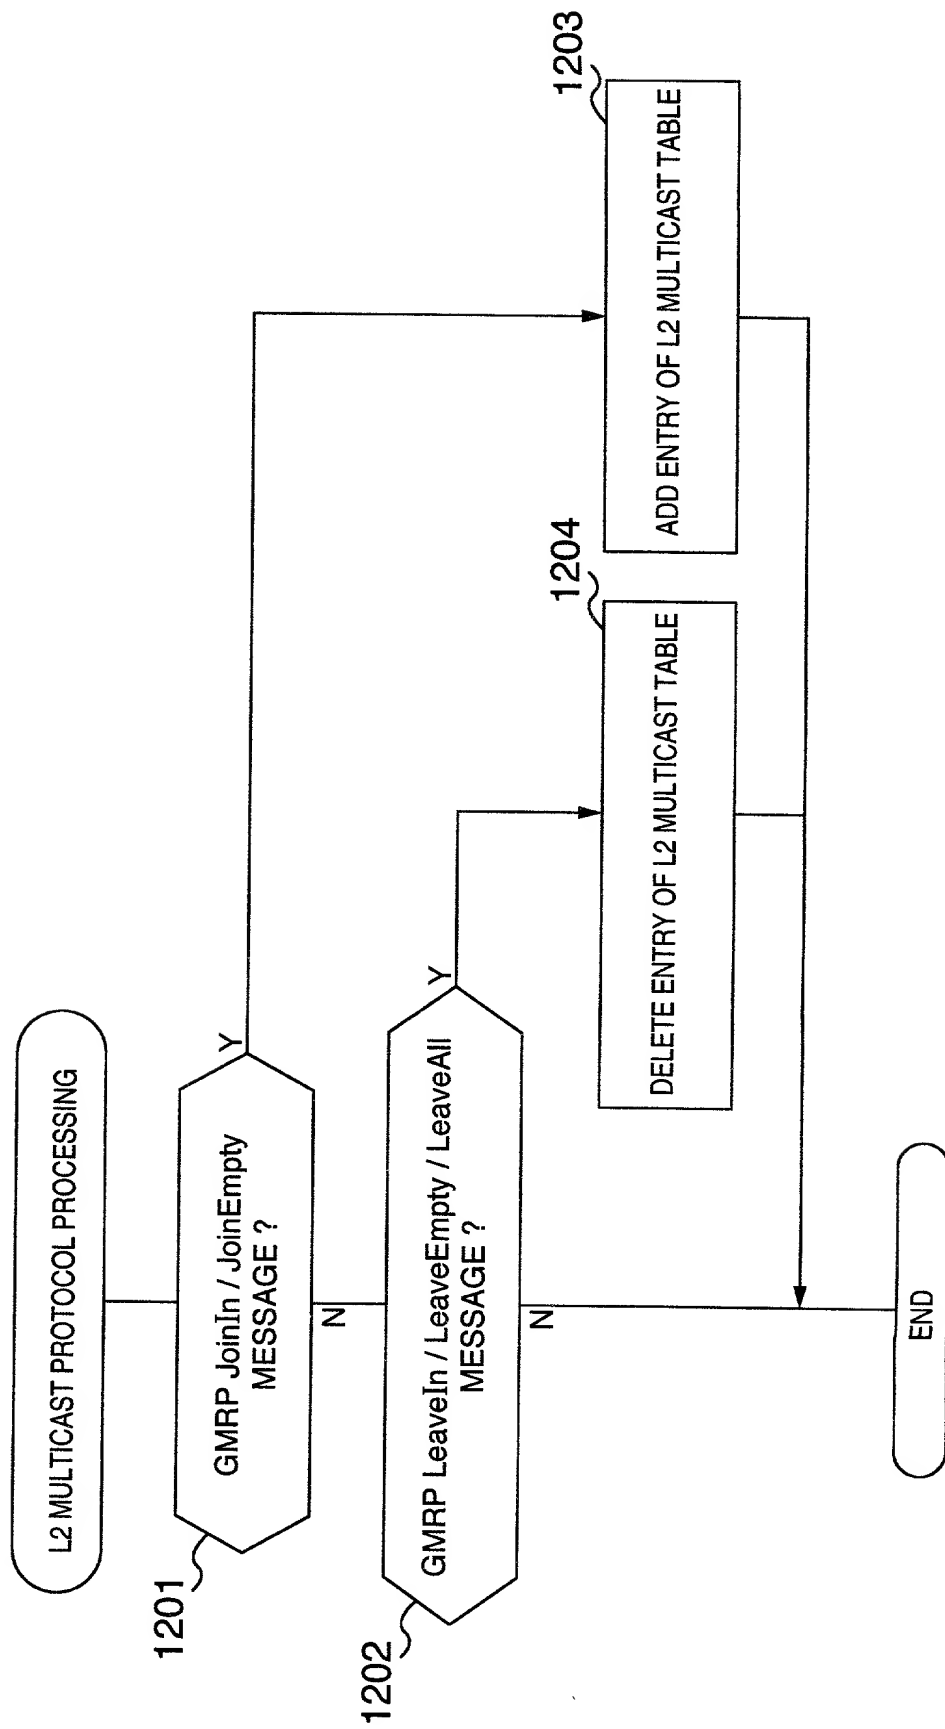 L2 MULTICAST PROTOCOL PROCESSING
1201
GMRP JoinIn / JoinEmpty
MESSAGE ?
Y
N
1202
GMRP LeaveIn / LeaveEmpty / LeaveAll
MESSAGE ?
Y
N
1204
DELETE ENTRY OF L2 MULTICAST TABLE
1203
ADD ENTRY OF L2 MULTICAST TABLE
END